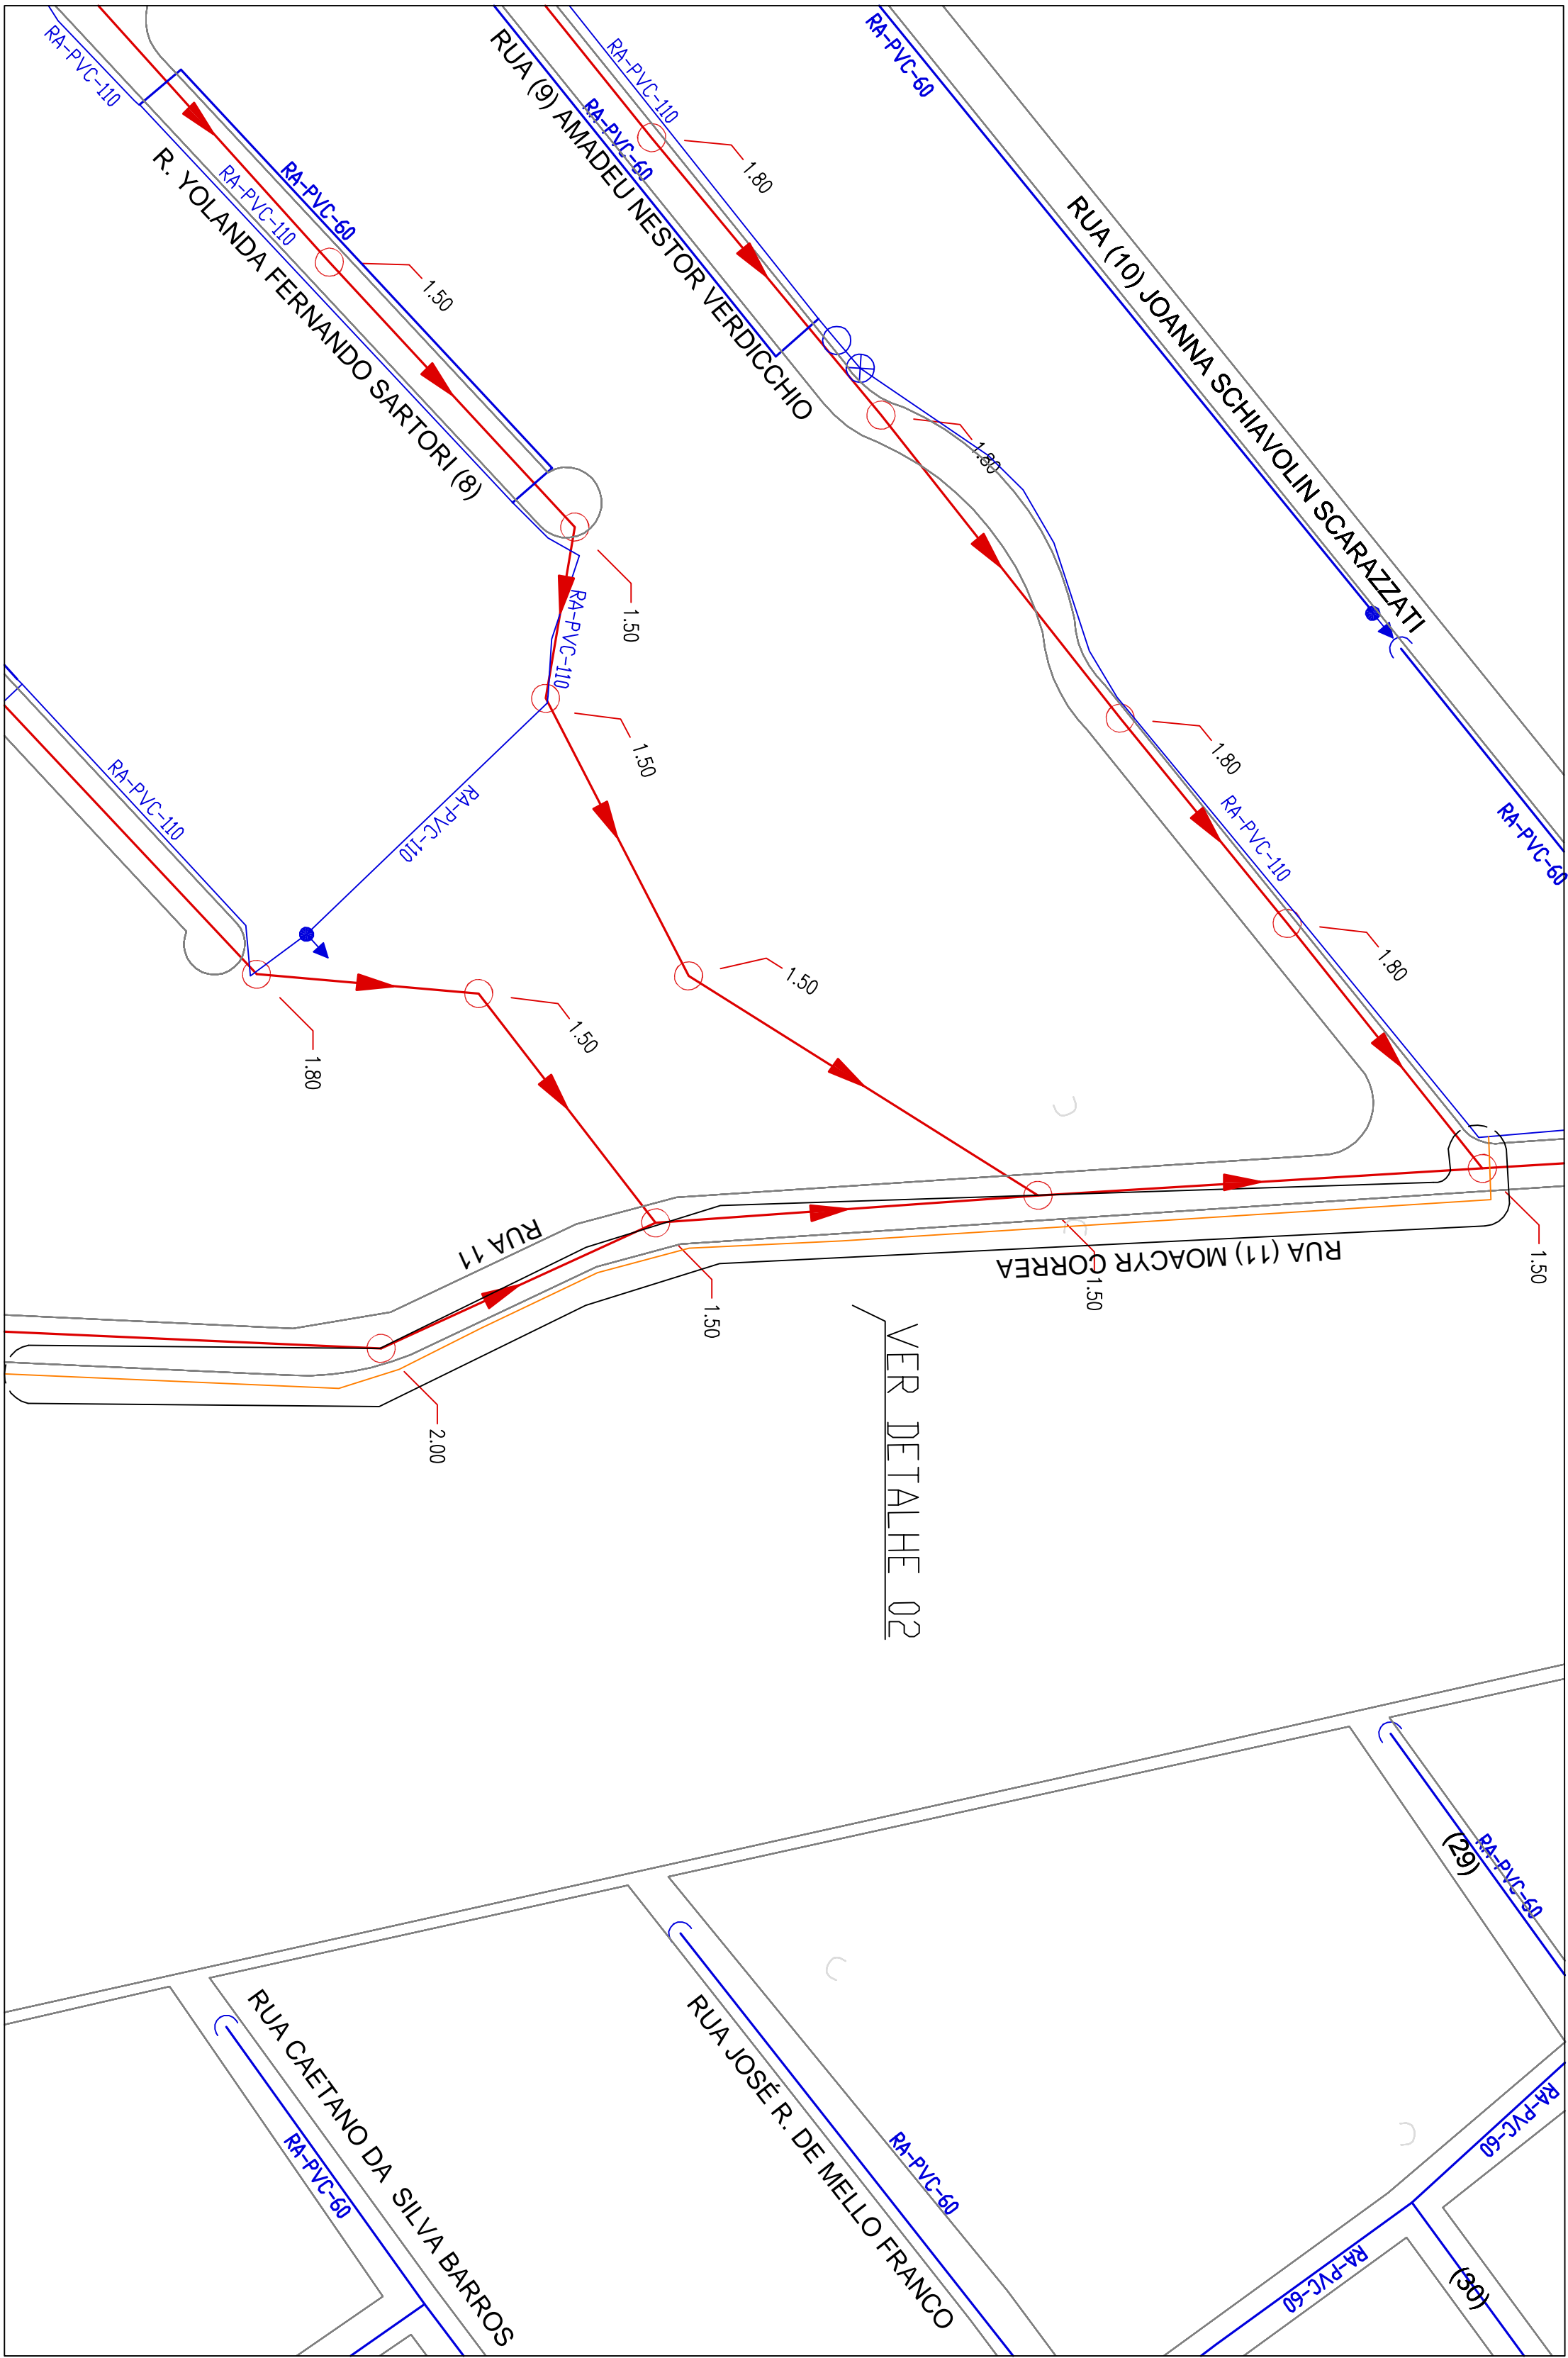 RA-PVC-110
RA-PVC-60
RA-PVC-110
R. YOLANDA FERNANDO SARTORI (8)
1.50
RA-PVC-110
RA-PVC-60
RUA (9) AMADEU NESTOR VERDICCHIO
1.80
RA-PVC-60
RUA (10) JOANNA SCHIAVOLIN SCARAZZATI
1.80
1.50
RA-PVC-110
1.50
RA-PVC-110
RA-PVC-110
1.80
RA-PVC-110
RA-PVC-60
1.80
1.50
1.50
1.80
RUA 11
RUA (11) MOACYR CORREA
1.50
1.50
1.50
2.00
VER DETALHE 02
RA-PVC-60
(29)
RUA CAETANO DA SILVA BARROS
RA-PVC-60
RUA JOSÉ R. DE MELLO FRANCO
RA-PVC-60
RA-PVC-60
RA-PVC-60
(30)